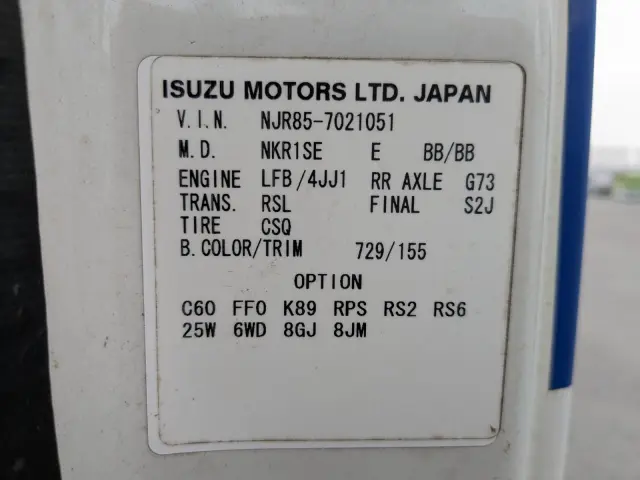 ISUZU MOTORS LTD. JAPAN
V.I.N. NJR85-7021051
M.D. NKR1SE E BB/BB
ENGINE LFB/4JJ1 RR AXLE G73
TRANS. RSL FINAL S2J
TIRE CSQ
B.COLOR/TRIM 729/155
OPTION
C60 FF0 K89 RPS RS2 RS6
25W 6WD 8GJ 8JM